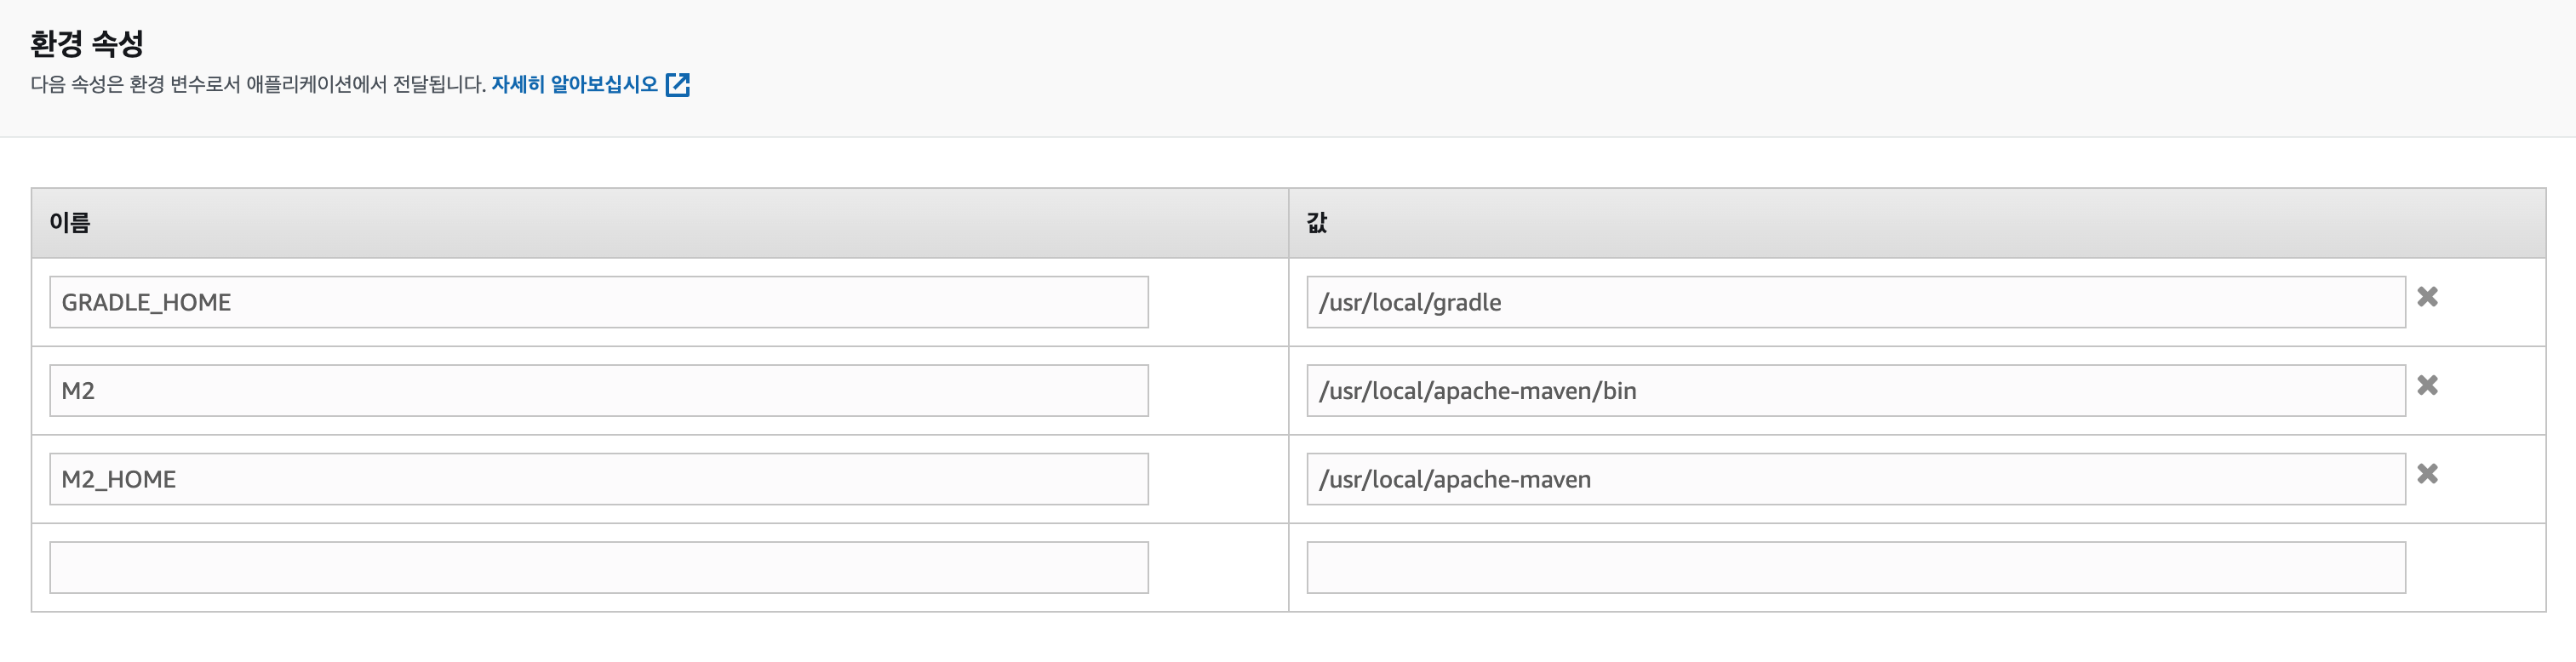 환경 속성
다음 속성은 환경 변수로서 애플리케이션에서 전달됩니다. 자세히 알아보십시오
이름 값
GRADLE_HOME /usr/local/gradle
M2 /usr/local/apache-maven/bin
M2_HOME /usr/local/apache-maven